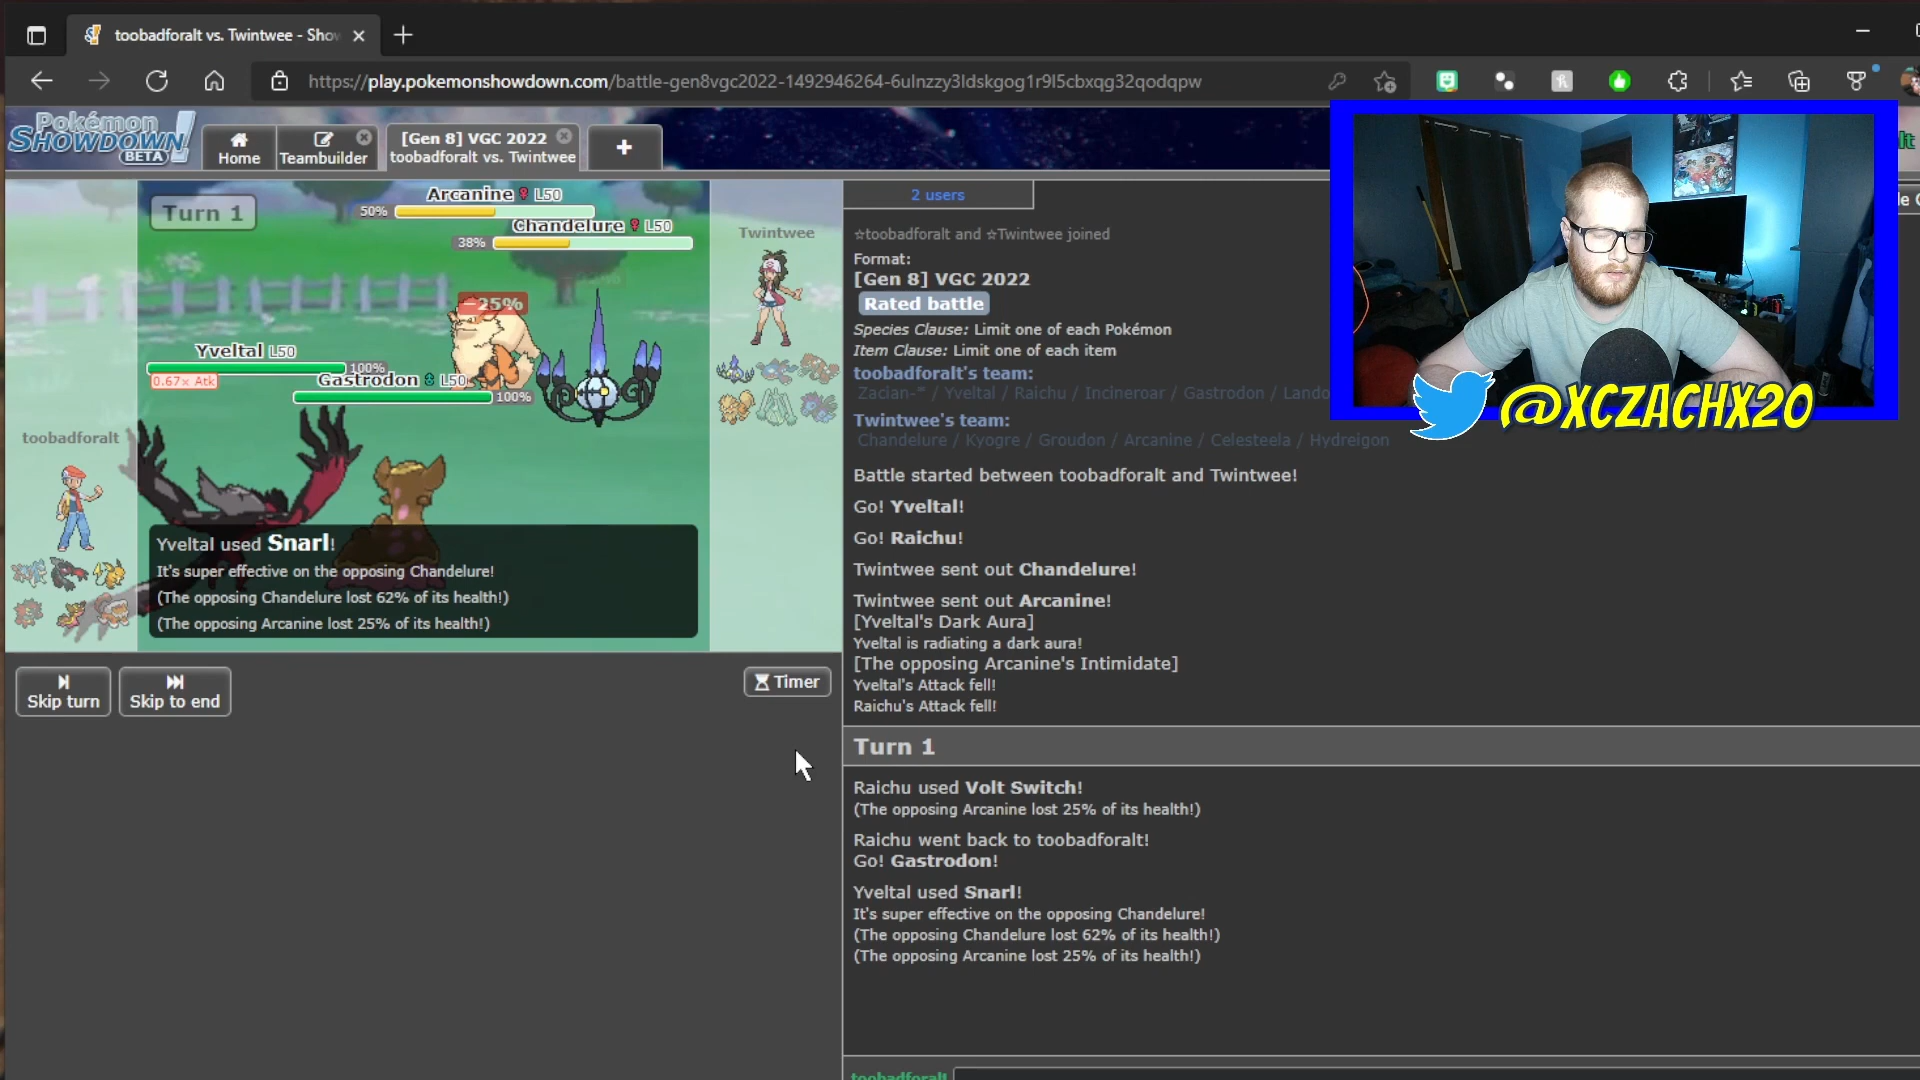 toobadforalt vs. Twintwee - Sho
https://play.pokemonshowdown.com/battle-gen8vgc2022-1492946264-6ulnzzy3ldskgog1r9l5cbxqg32qodqpw
Pokémon
SHOWDOWN!
BETA
Home
Teambuilder
[Gen 8] VGC 2022
toobadforalt vs. Twintwee
Turn 1
Arcanine L50
50%
Chandelure L50
38%
−25%
Yveltal L50
100%
0.67× Atk
Gastrodon L50
100%
Twintwee
toobadforalt
Yveltal used Snarl!
It's super effective on the opposing Chandelure!
(The opposing Chandelure lost 62% of its health!)
(The opposing Arcanine lost 25% of its health!)
Skip turn
Skip to end
Timer
2 users
☆toobadforalt and ☆Twintwee joined
Format:
[Gen 8] VGC 2022
Rated battle
Species Clause: Limit one of each Pokémon
Item Clause: Limit one of each item
toobadforalt's team:
Zacian-* / Yveltal / Raichu / Incineroar / Gastrodon / Lando
Twintwee's team:
Chandelure / Kyogre / Groudon / Arcanine / Celesteela / Hydreigon
Battle started between toobadforalt and Twintwee!
Go! Yveltal!
Go! Raichu!
Twintwee sent out Chandelure!
Twintwee sent out Arcanine!
[Yveltal's Dark Aura]
Yveltal is radiating a dark aura!
[The opposing Arcanine's Intimidate]
Yveltal's Attack fell!
Raichu's Attack fell!
Turn 1
Raichu used Volt Switch!
(The opposing Arcanine lost 25% of its health!)
Raichu went back to toobadforalt!
Go! Gastrodon!
Yveltal used Snarl!
It's super effective on the opposing Chandelure!
(The opposing Chandelure lost 62% of its health!)
(The opposing Arcanine lost 25% of its health!)
toobadforalt
@XCZACHX20